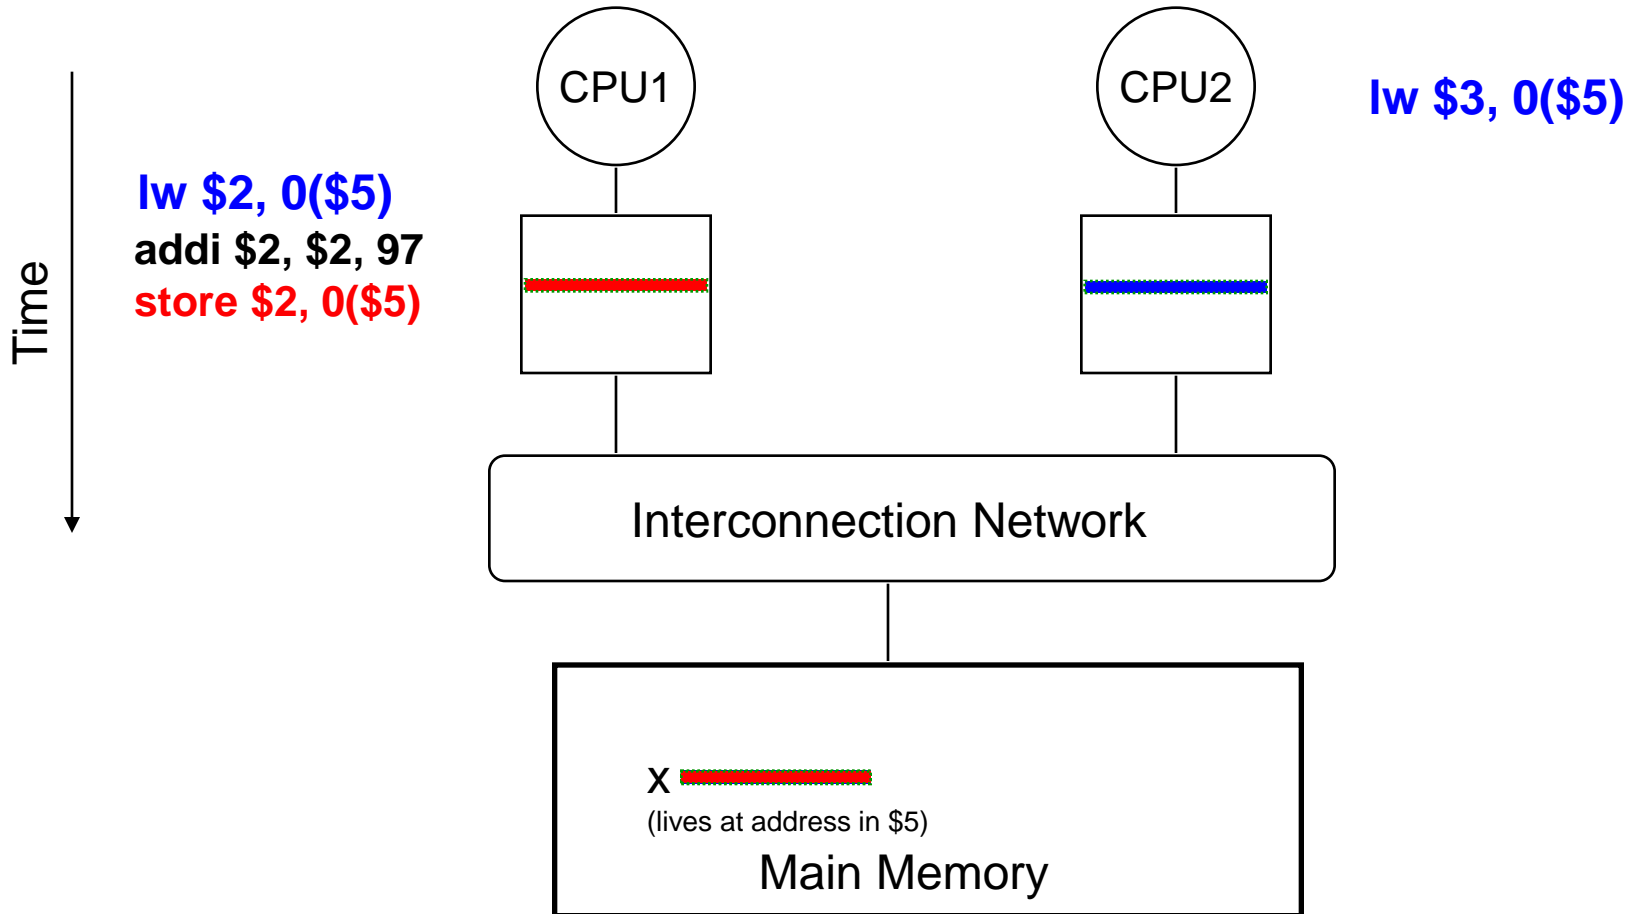 CPU1
CPU2
lw $3, 0($5)
lw $2, 0($5)
addi $2, $2, 97
store $2, 0($5)
Time
Interconnection Network
x
(lives at address in $5)
Main Memory